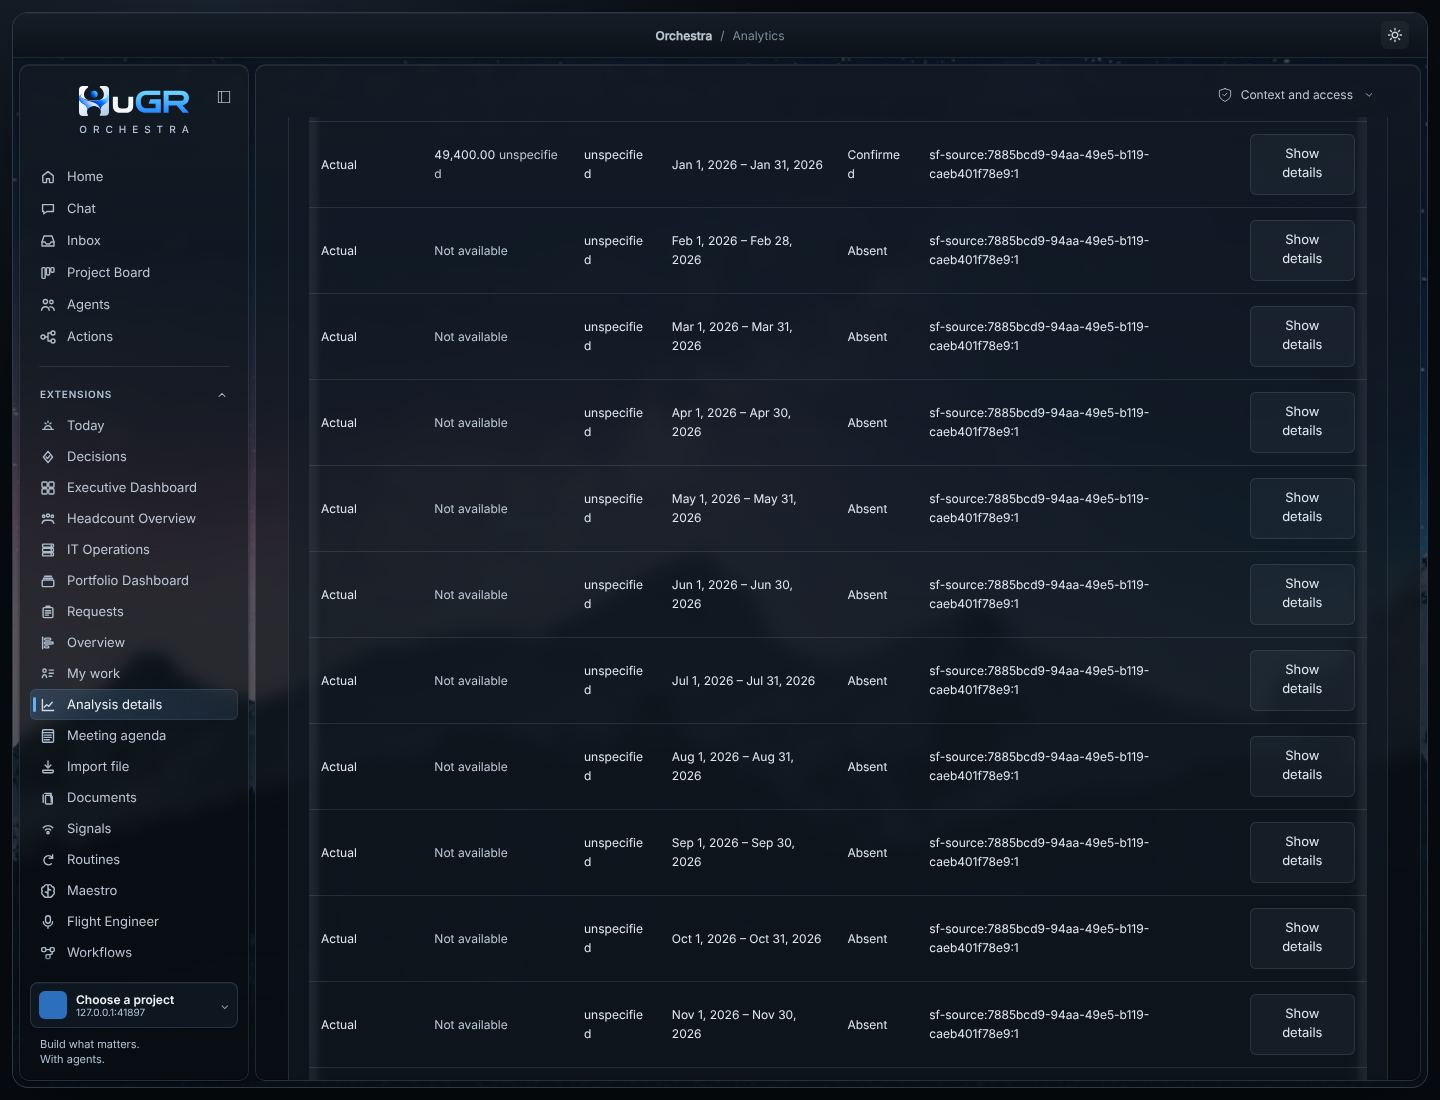 Orchestra / Analytics
HuGR
ORCHESTRA
Home
Chat
Inbox
Project Board
Agents
Actions
EXTENSIONS
Today
Decisions
Executive Dashboard
Headcount Overview
IT Operations
Portfolio Dashboard
Requests
Overview
My work
Analysis details
Meeting agenda
Import file
Documents
Signals
Routines
Maestro
Flight Engineer
Workflows
Choose a project
127.0.0.1:41897
Build what matters.
With agents.
Context and access
Actual 49,400.00 unspecifie unspecifie Jan 1, 2026 – Jan 31, 2026 Confirme sf-source:7885bcd9-94aa-49e5-b119- Show
d d d caeb401f78e9:1 details
Actual Not available unspecifie Feb 1, 2026 – Feb 28, Absent sf-source:7885bcd9-94aa-49e5-b119- Show
d 2026 caeb401f78e9:1 details
Actual Not available unspecifie Mar 1, 2026 – Mar 31, Absent sf-source:7885bcd9-94aa-49e5-b119- Show
d 2026 caeb401f78e9:1 details
Actual Not available unspecifie Apr 1, 2026 – Apr 30, Absent sf-source:7885bcd9-94aa-49e5-b119- Show
d 2026 caeb401f78e9:1 details
Actual Not available unspecifie May 1, 2026 – May 31, Absent sf-source:7885bcd9-94aa-49e5-b119- Show
d 2026 caeb401f78e9:1 details
Actual Not available unspecifie Jun 1, 2026 – Jun 30, Absent sf-source:7885bcd9-94aa-49e5-b119- Show
d 2026 caeb401f78e9:1 details
Actual Not available unspecifie Jul 1, 2026 – Jul 31, 2026 Absent sf-source:7885bcd9-94aa-49e5-b119- Show
d caeb401f78e9:1 details
Actual Not available unspecifie Aug 1, 2026 – Aug 31, Absent sf-source:7885bcd9-94aa-49e5-b119- Show
d 2026 caeb401f78e9:1 details
Actual Not available unspecifie Sep 1, 2026 – Sep 30, Absent sf-source:7885bcd9-94aa-49e5-b119- Show
d 2026 caeb401f78e9:1 details
Actual Not available unspecifie Oct 1, 2026 – Oct 31, 2026 Absent sf-source:7885bcd9-94aa-49e5-b119- Show
d caeb401f78e9:1 details
Actual Not available unspecifie Nov 1, 2026 – Nov 30, Absent sf-source:7885bcd9-94aa-49e5-b119- Show
d 2026 caeb401f78e9:1 details